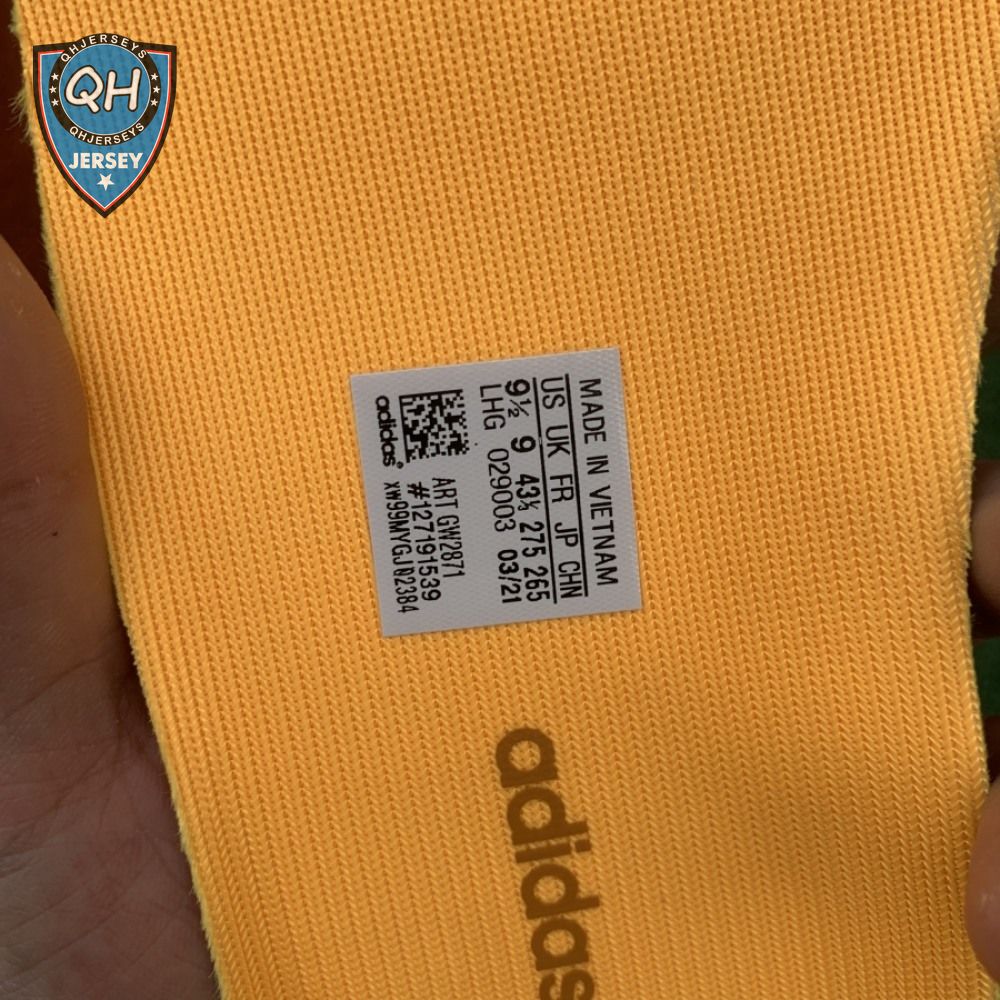 QHJERSEYS
QH
QHJERSEYS
JERSEY
MADE IN VIETNAM
US UK FR JP CHN
9½ 9 43⅓ 275 265
LHG 029003 03/21
ART GW2871
#127191539
XW99MYGJ02384
adidas®
adidas